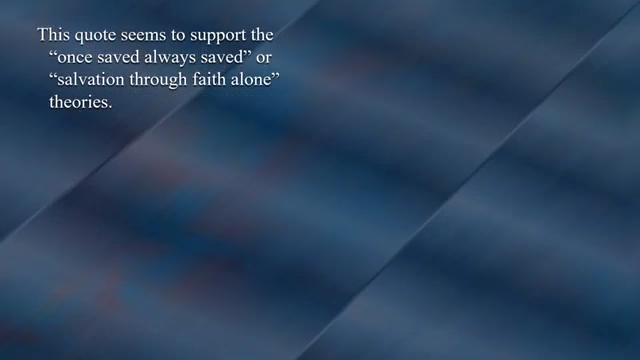 This quote seems to support the
“once saved always saved” or
“salvation through faith alone”
theories.